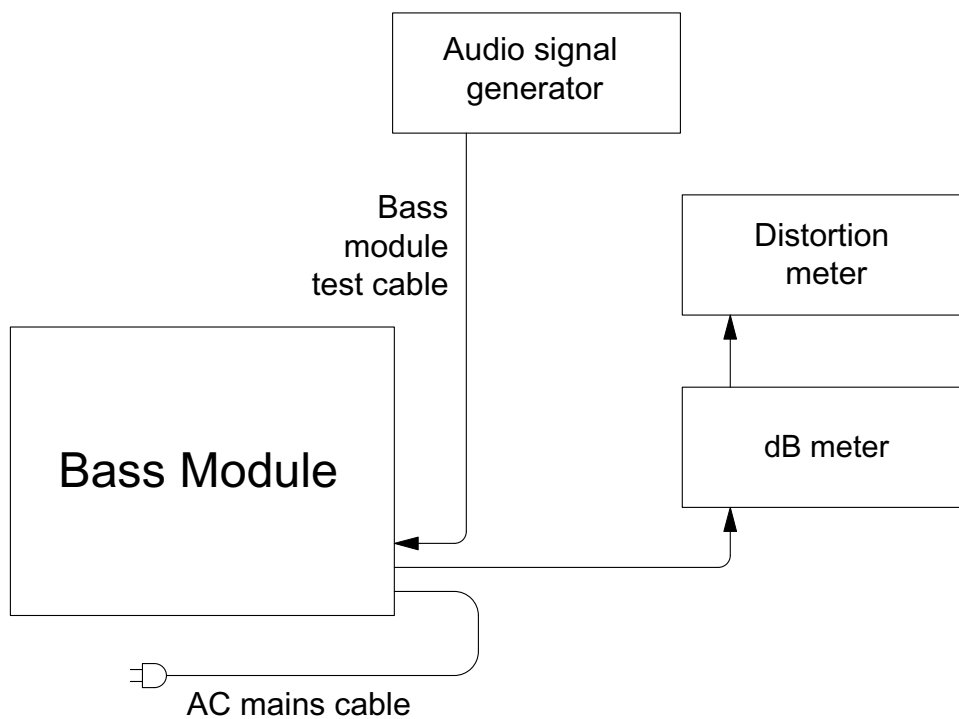 Audio signal
generator
Bass
module
test cable
Distortion
meter
dB meter
Bass Module
AC mains cable